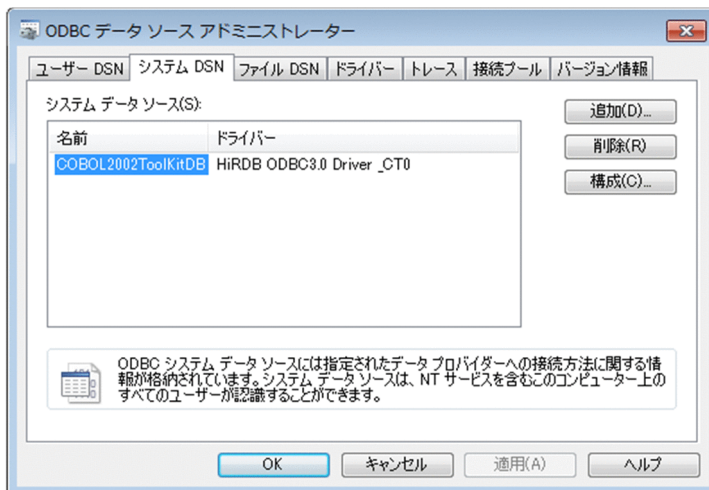 ODBC データ ソース アドミニストレーター
ユーザー DSN システム DSN ファイル DSN ドライバー トレース 接続プール バージョン情報
システム データ ソース(S):
追加(D)...
名前 ドライバー
削除(R)
COBOL2002ToolKitDB HiRDB ODBC3.0 Driver _CT0
構成(C)...
ODBC システム データ ソースには指定されたデータ プロバイダーへの接続方法に関する情
報が格納されています。システム データ ソースは、NT サービスを含むこのコンピューター上の
すべてのユーザーが認識することができます。
OK キャンセル 適用(A) ヘルプ